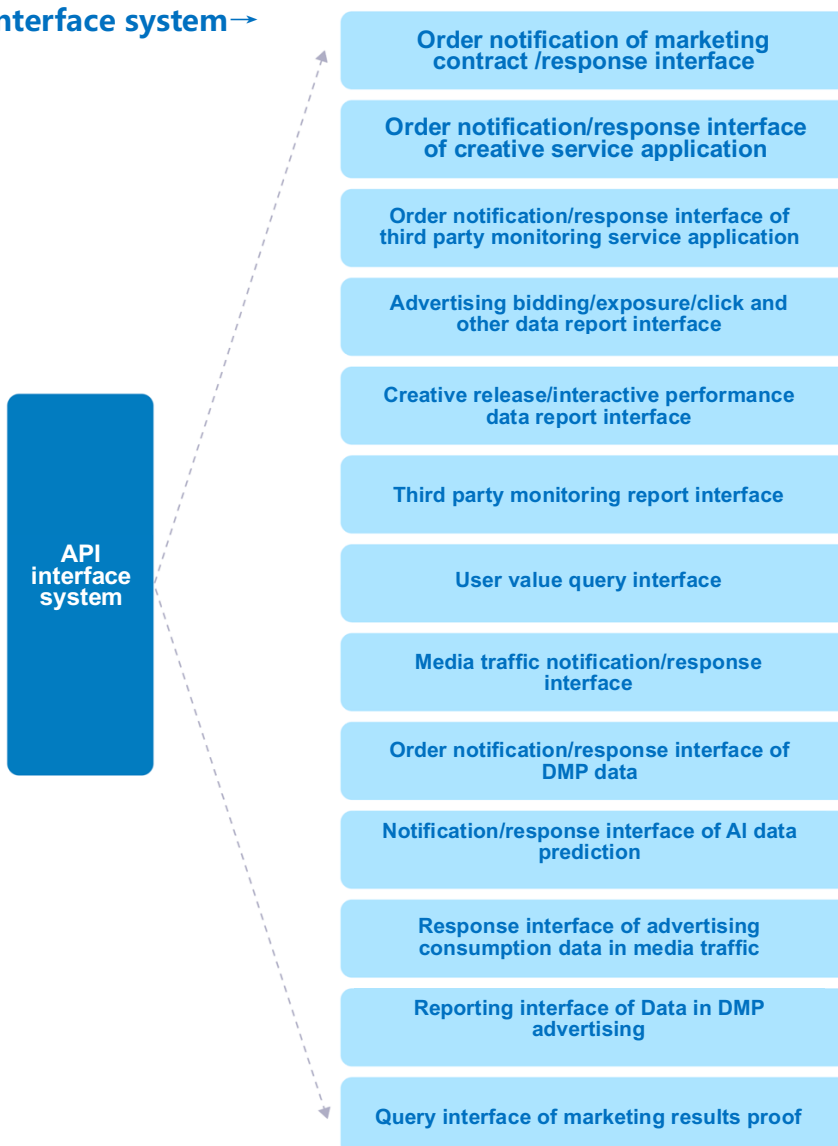 nterface system→
Order notification of marketing
contract /response interface
Order notification/response interface
of creative service application
Order notification/response interface of
third party monitoring service application
Advertising bidding/exposure/click and
other data report interface
Creative release/interactive performance
data report interface
Third party monitoring report interface
API
interface
system
User value query interface
Media traffic notification/response
interface
Order notification/response interface of
DMP data
Notification/response interface of AI data
prediction
Response interface of advertising
consumption data in media traffic
Reporting interface of Data in DMP
advertising
Query interface of marketing results proof